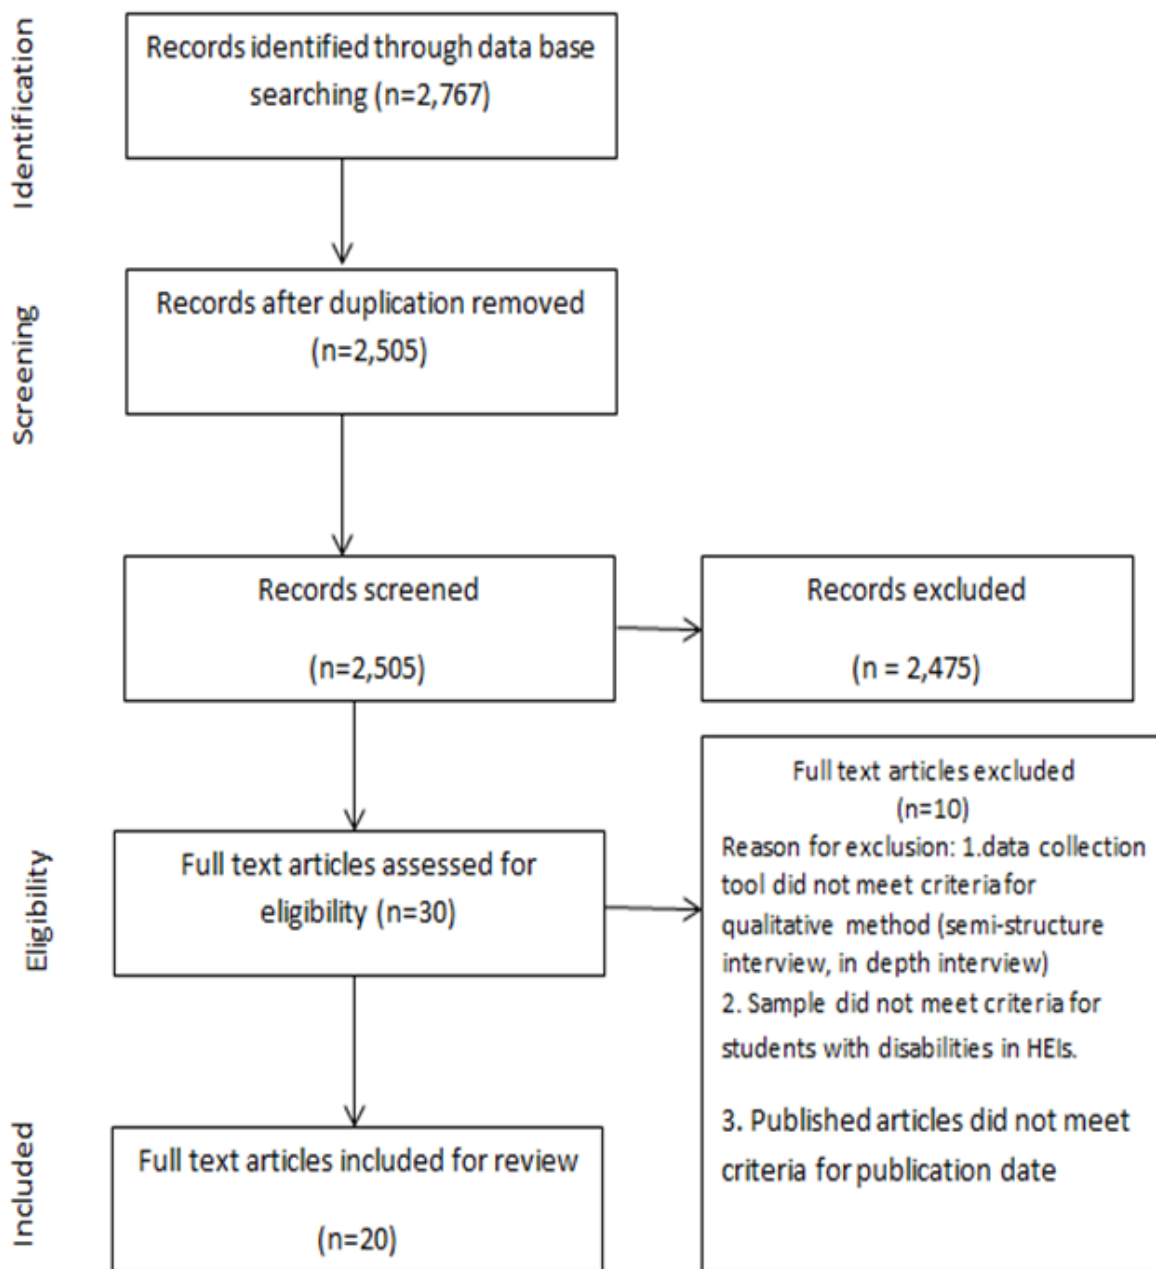 Identification
Records identified through data base
searching (n=2,767)
Screening
Records after duplication removed
(n=2,505)
Records screened
(n=2,505)
Records excluded
(n = 2,475)
Eligibility
Full text articles assessed for
eligibility (n=30)
Full text articles excluded
(n=10)
Reason for exclusion: 1.data collection
tool did not meet criteria for
qualitative method (semi-structure
interview, in depth interview)
2. Sample did not meet criteria for
students with disabilities in HEIs.
3. Published articles did not meet
criteria for publication date
Included
Full text articles included for review
(n=20)